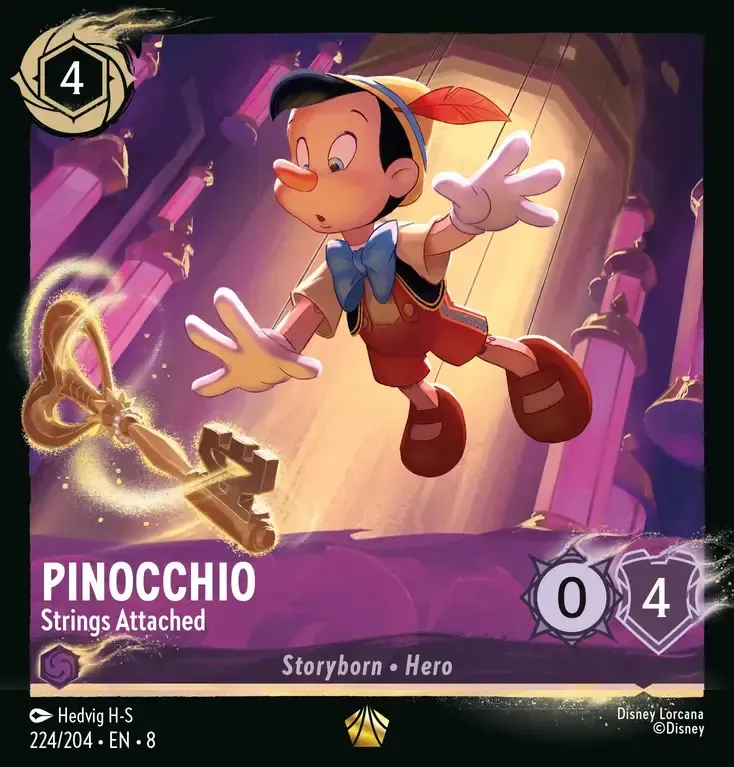 4
PINOCCHIO
Strings Attached
0 4
Storyborn • Hero
Hedvig H-S
Disney Lorcana
224/204 • EN • 8
©Disney